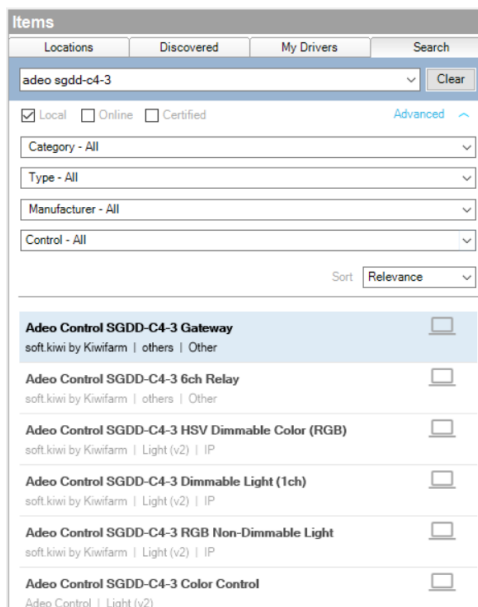 Items
Locations Discovered My Drivers Search
adeo sgdd-c4-3 Clear
Local Online Certified Advanced
Category - All
Type - All
Manufacturer - All
Control - All
Sort Relevance
Adeo Control SGDD-C4-3 Gateway
soft.kiwi by Kiwifarm | others | Other
Adeo Control SGDD-C4-3 6ch Relay
soft.kiwi by Kiwifarm | others | Other
Adeo Control SGDD-C4-3 HSV Dimmable Color (RGB)
soft.kiwi by Kiwifarm | Light (v2) | IP
Adeo Control SGDD-C4-3 Dimmable Light (1ch)
soft.kiwi by Kiwifarm | Light (v2) | IP
Adeo Control SGDD-C4-3 RGB Non-Dimmable Light
soft.kiwi by Kiwifarm | Light (v2) | IP
Adeo Control SGDD-C4-3 Color Control
Adeo Control | Light (v2)